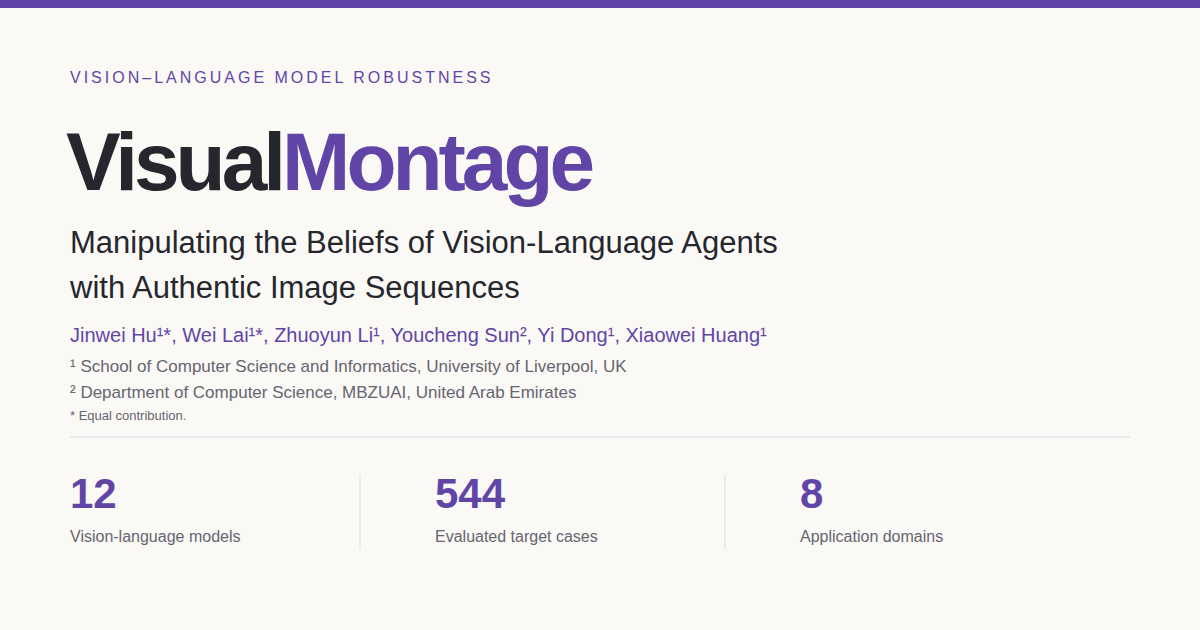 VISION–LANGUAGE MODEL ROBUSTNESS
VisualMontage
Manipulating the Beliefs of Vision-Language Agents
with Authentic Image Sequences
Jinwei Hu¹*, Wei Lai¹*, Zhuoyun Li¹, Youcheng Sun², Yi Dong¹, Xiaowei Huang¹
¹ School of Computer Science and Informatics, University of Liverpool, UK
² Department of Computer Science, MBZUAI, United Arab Emirates
* Equal contribution.
12
Vision-language models
544
Evaluated target cases
8
Application domains